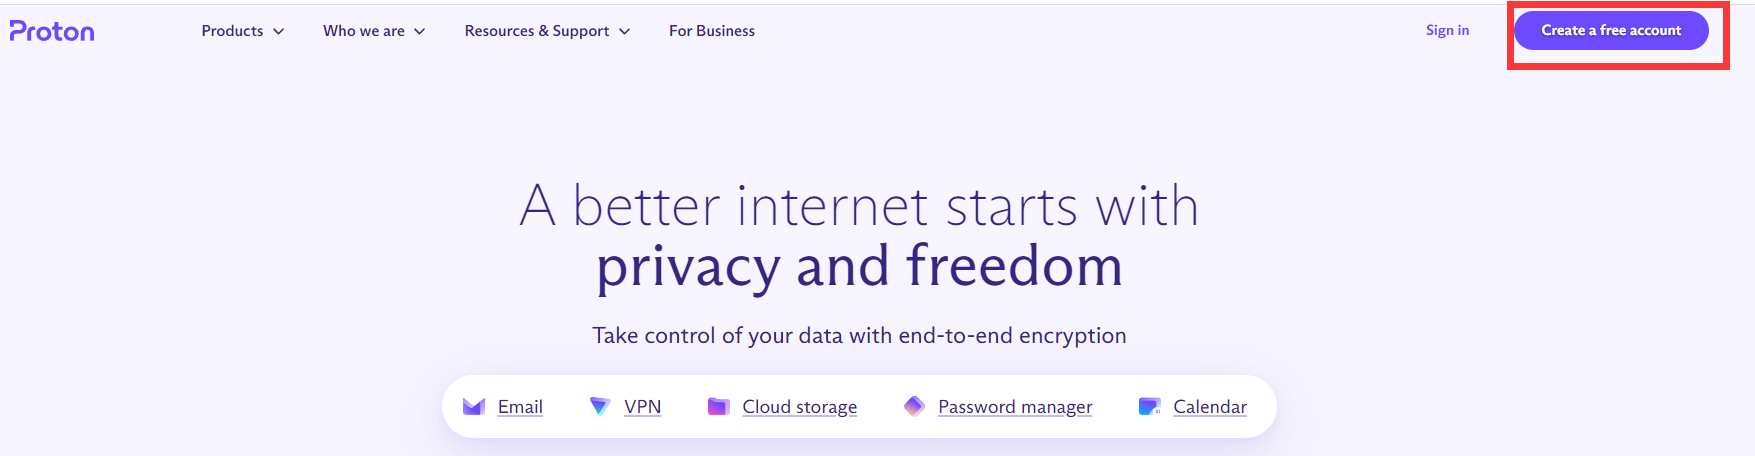 Proton Products Who we are Resources & Support For Business Sign in Create a free account
A better internet starts with
privacy and freedom
Take control of your data with end-to-end encryption
Email VPN Cloud storage Password manager Calendar